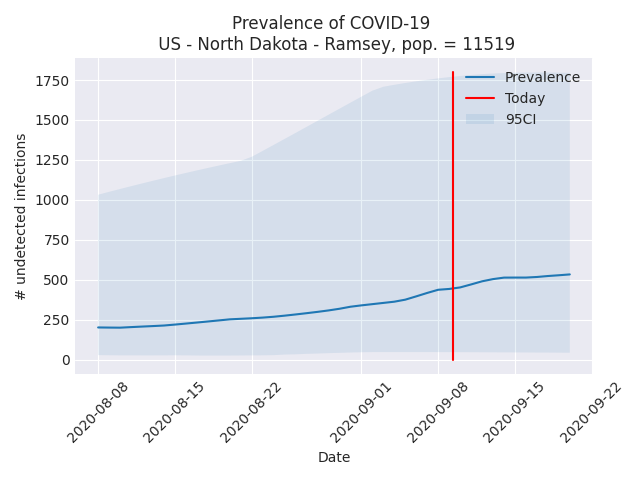 Prevalence of COVID-19
US - North Dakota - Ramsey, pop. = 11519
# undetected infections
1750
1500
1250
1000
750
500
250
0
Prevalence
Today
95CI
2020-08-08
2020-08-15
2020-08-22
2020-09-01
2020-09-08
2020-09-15
2020-09-22
Date